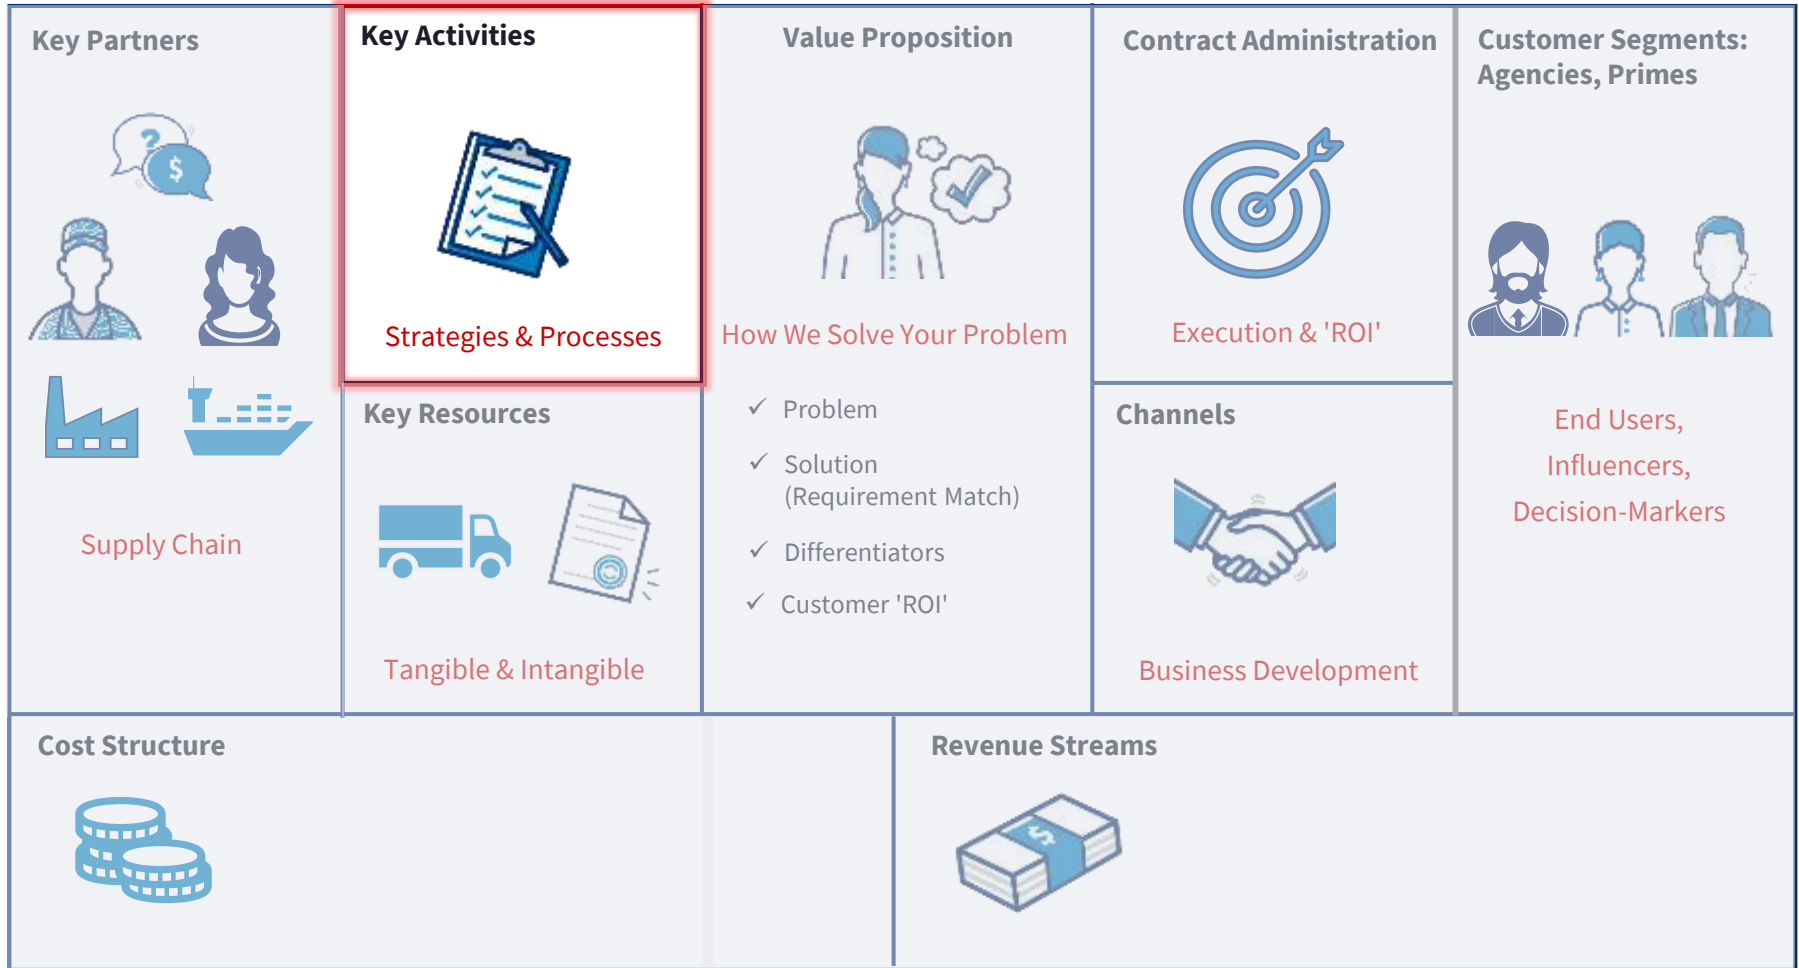 Key Partners
?
$
Supply Chain
Key Activities
Strategies & Processes
Key Resources
©
Tangible & Intangible
Value Proposition
How We Solve Your Problem
✓ Problem
✓ Solution
(Requirement Match)
✓ Differentiators
✓ Customer 'ROI'
Contract Administration
Execution & 'ROI'
Channels
Business Development
Customer Segments:
Agencies, Primes
End Users,
Influencers,
Decision-Markers
Cost Structure
Revenue Streams
$